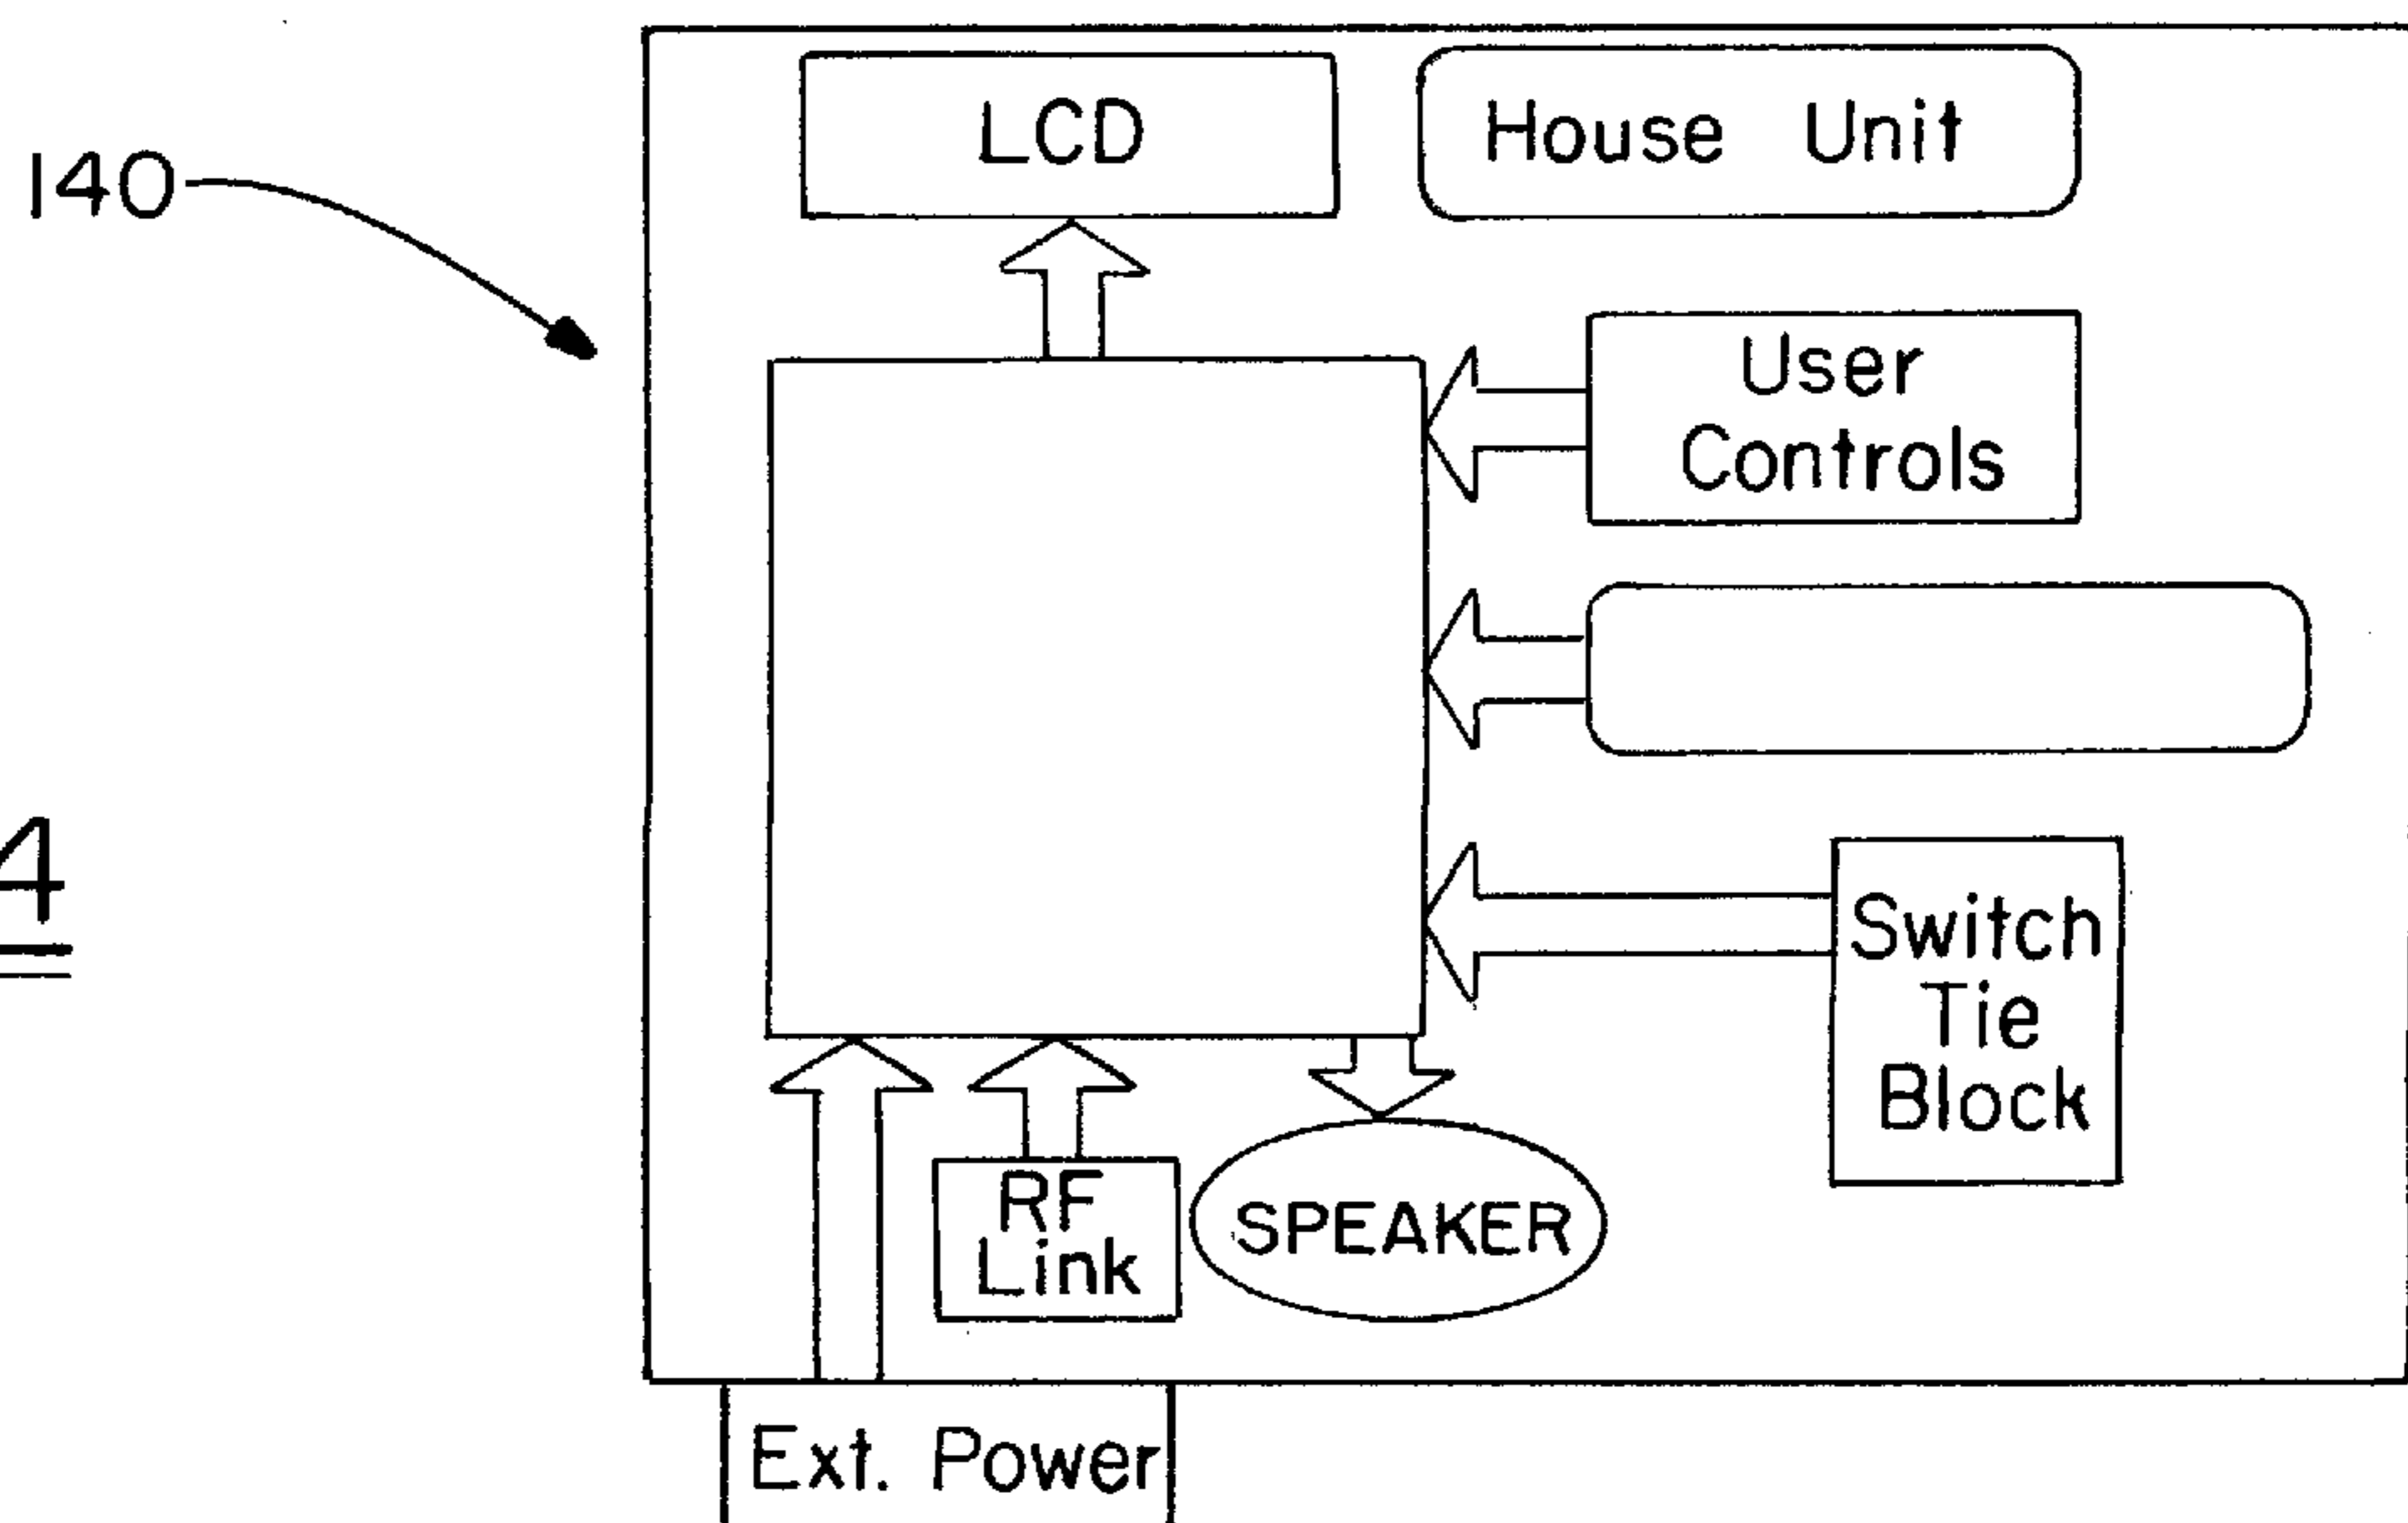 140
LCD
House Unit
User
Controls
4
Switch
Tie
Block
RF
Link
SPEAKER
Ext. Power